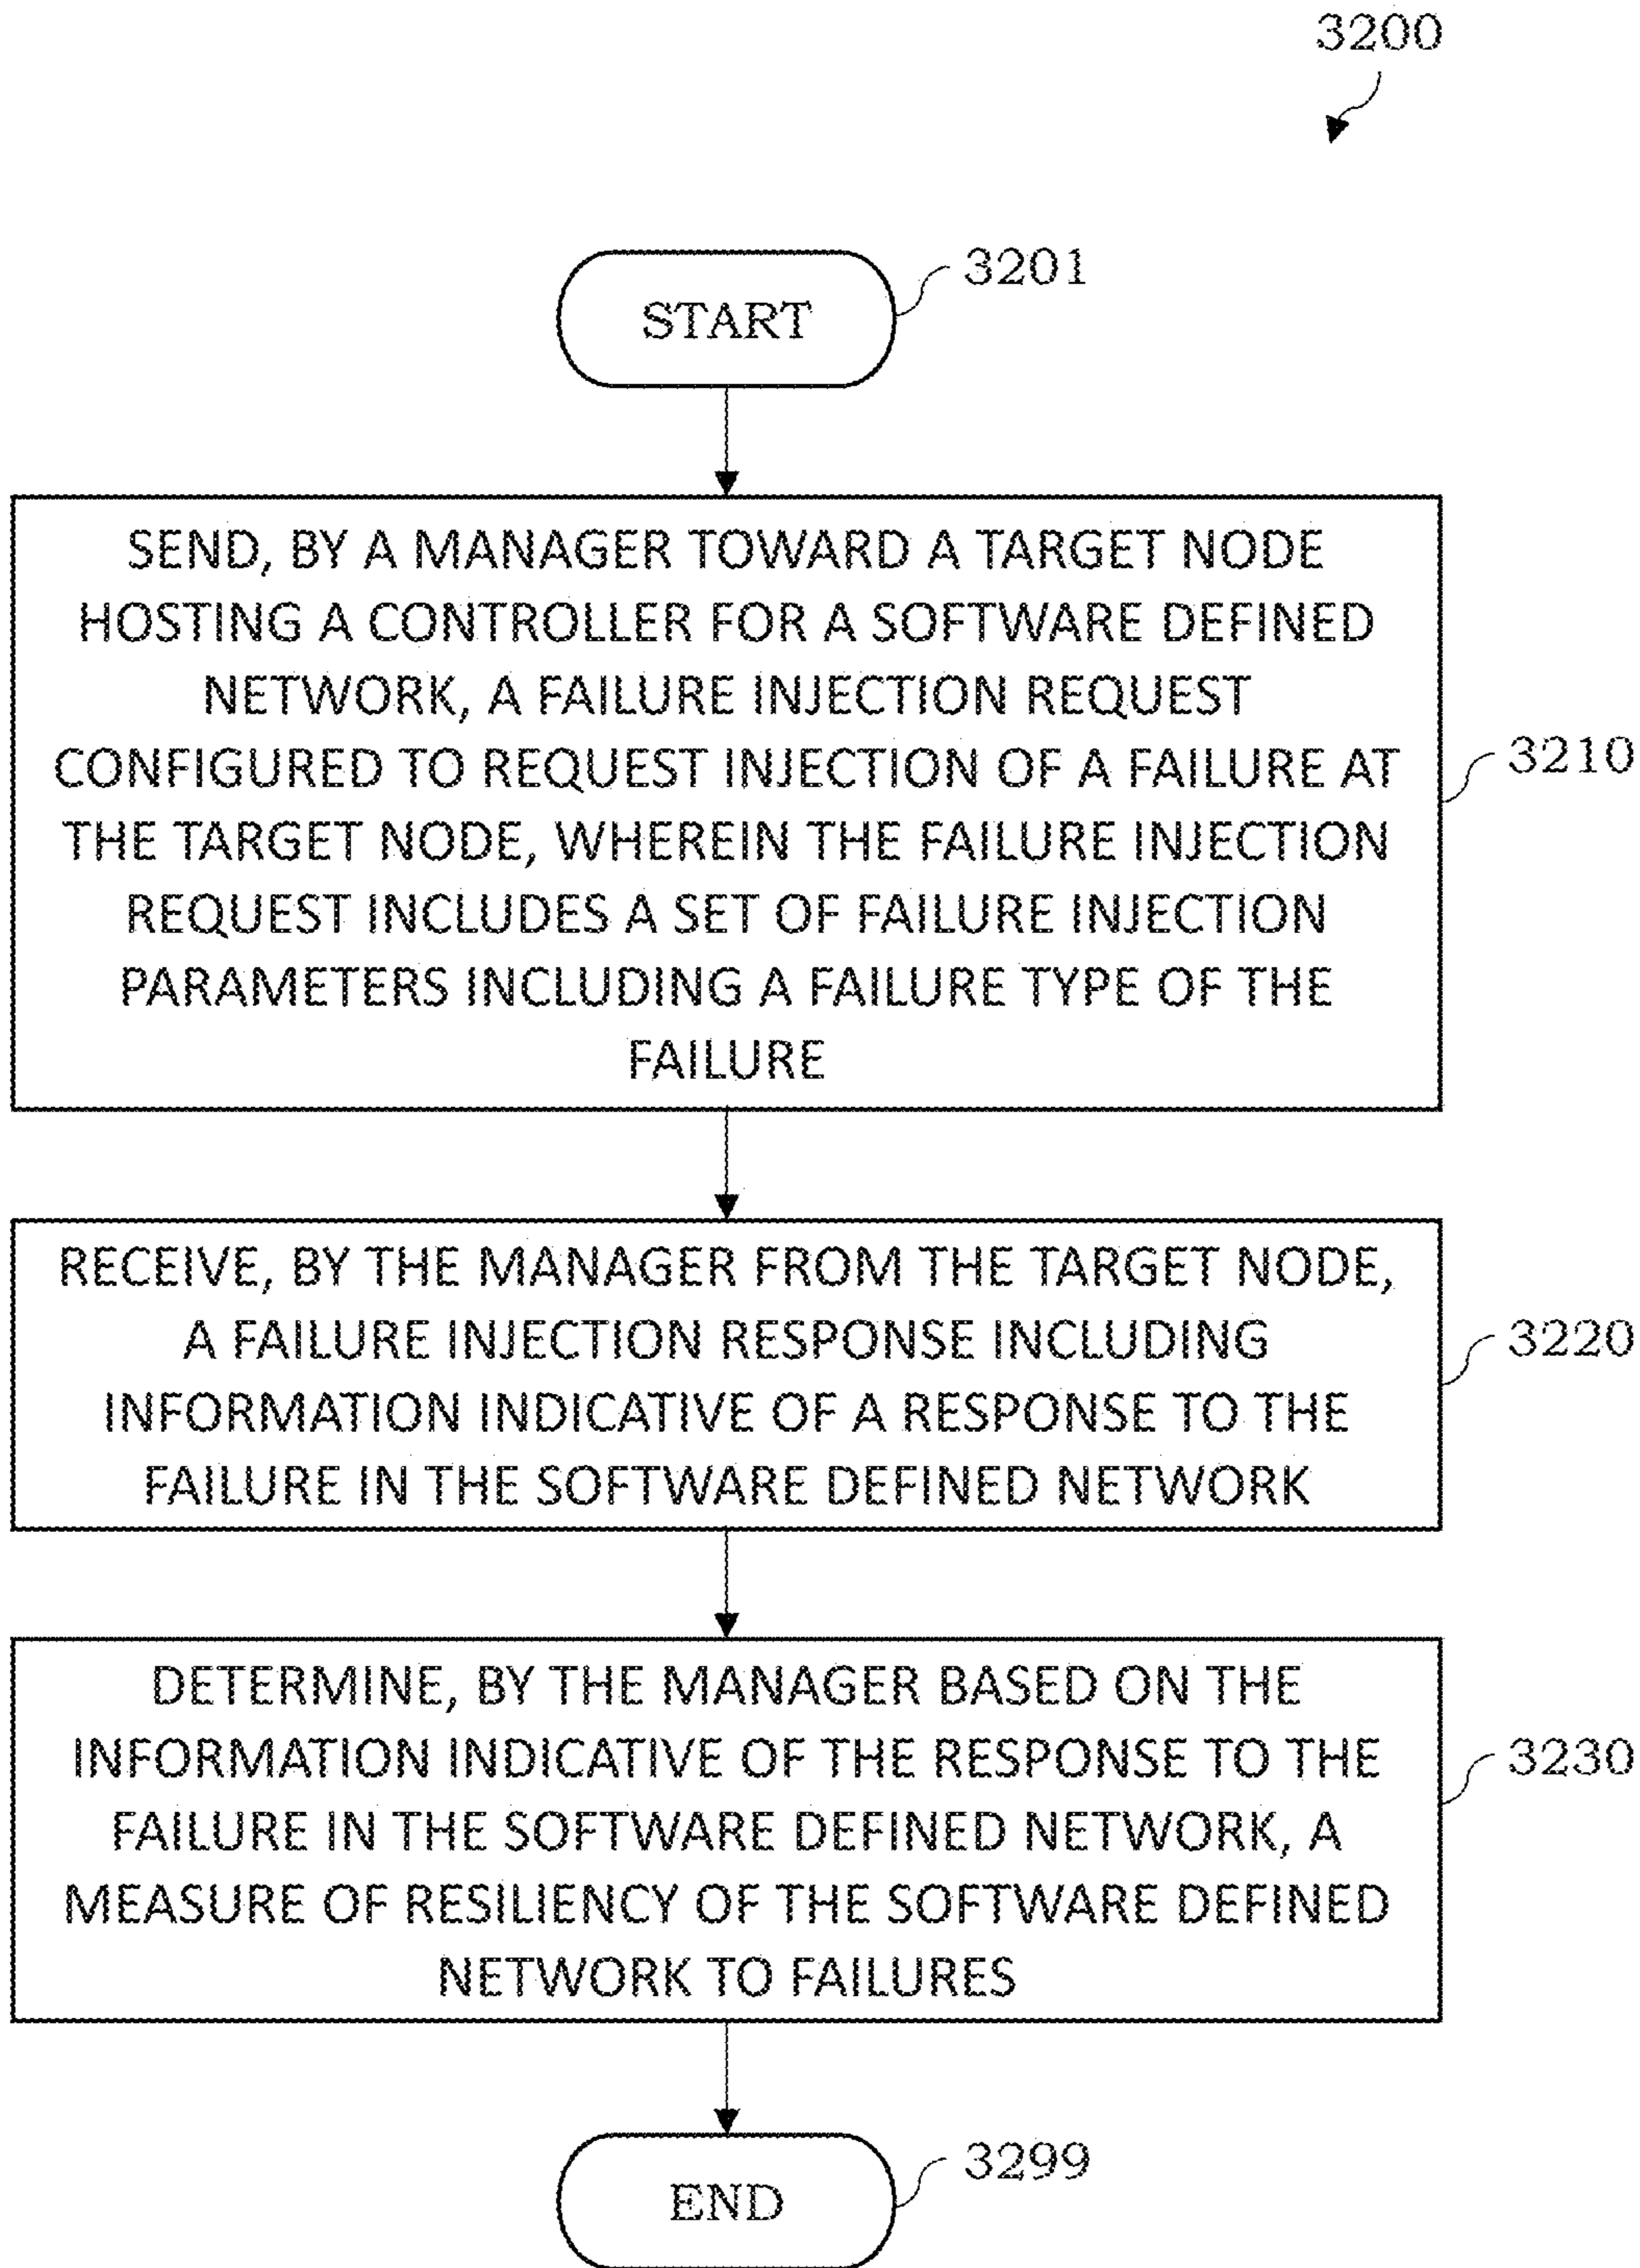 3200
START
3201
SEND, BY A MANAGER TOWARD A TARGET NODE
HOSTING A CONTROLLER FOR A SOFTWARE DEFINED
NETWORK, A FAILURE INJECTION REQUEST
CONFIGURED TO REQUEST INJECTION OF A FAILURE AT
THE TARGET NODE, WHEREIN THE FAILURE INJECTION
REQUEST INCLUDES A SET OF FAILURE INJECTION
PARAMETERS INCLUDING A FAILURE TYPE OF THE
FAILURE
3210
RECEIVE, BY THE MANAGER FROM THE TARGET NODE,
A FAILURE INJECTION RESPONSE INCLUDING
INFORMATION INDICATIVE OF A RESPONSE TO THE
FAILURE IN THE SOFTWARE DEFINED NETWORK
3220
DETERMINE, BY THE MANAGER BASED ON THE
INFORMATION INDICATIVE OF THE RESPONSE TO THE
FAILURE IN THE SOFTWARE DEFINED NETWORK, A
MEASURE OF RESILIENCY OF THE SOFTWARE DEFINED
NETWORK TO FAILURES
3230
END
3299